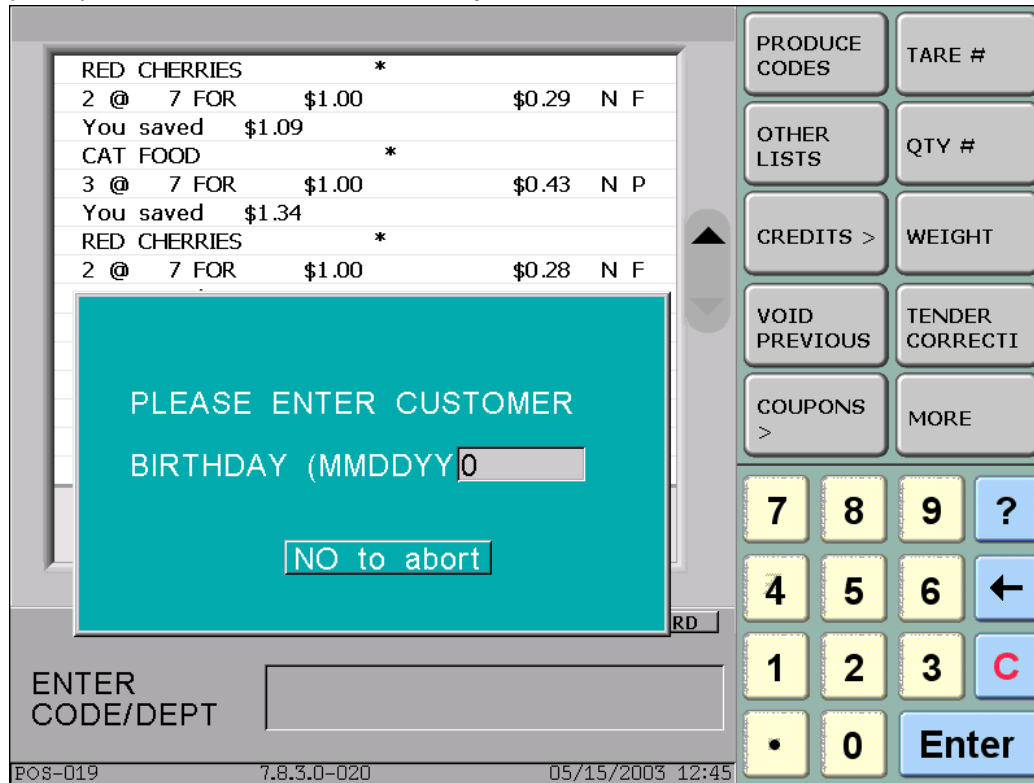 RED CHERRIES *
2 @ 7 FOR $1.00 $0.29 N F
You saved $1.09
CAT FOOD *
3 @ 7 FOR $1.00 $0.43 N P
You saved $1.34
RED CHERRIES *
2 @ 7 FOR $1.00 $0.28 N F
PLEASE ENTER CUSTOMER
BIRTHDAY (MMDDYY 0
NO to abort
RD
ENTER
CODE/DEPT
POS-019 7.8.3.0-020 05/15/2003 12:45
PRODUCE
CODES
TARE #
OTHER
LISTS
QTY #
CREDITS >
WEIGHT
VOID
PREVIOUS
TENDER
CORRECTI
COUPONS
>
MORE
7 8 9 ?
4 5 6 ←
1 2 3 C
. 0 Enter